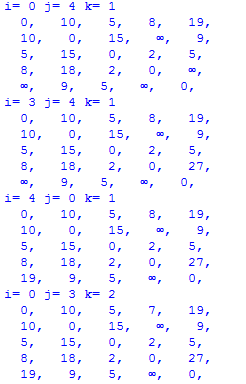 i= 0 j= 4 k= 1
0, 10, 5, 8, 19,
10, 0, 15, ∞, 9,
5, 15, 0, 2, 5,
8, 18, 2, 0, ∞,
∞, 9, 5, ∞, 0,
i= 3 j= 4 k= 1
0, 10, 5, 8, 19,
10, 0, 15, ∞, 9,
5, 15, 0, 2, 5,
8, 18, 2, 0, 27,
∞, 9, 5, ∞, 0,
i= 4 j= 0 k= 1
0, 10, 5, 8, 19,
10, 0, 15, ∞, 9,
5, 15, 0, 2, 5,
8, 18, 2, 0, 27,
19, 9, 5, ∞, 0,
i= 0 j= 3 k= 2
0, 10, 5, 7, 19,
10, 0, 15, ∞, 9,
5, 15, 0, 2, 5,
8, 18, 2, 0, 27,
19, 9, 5, ∞, 0,